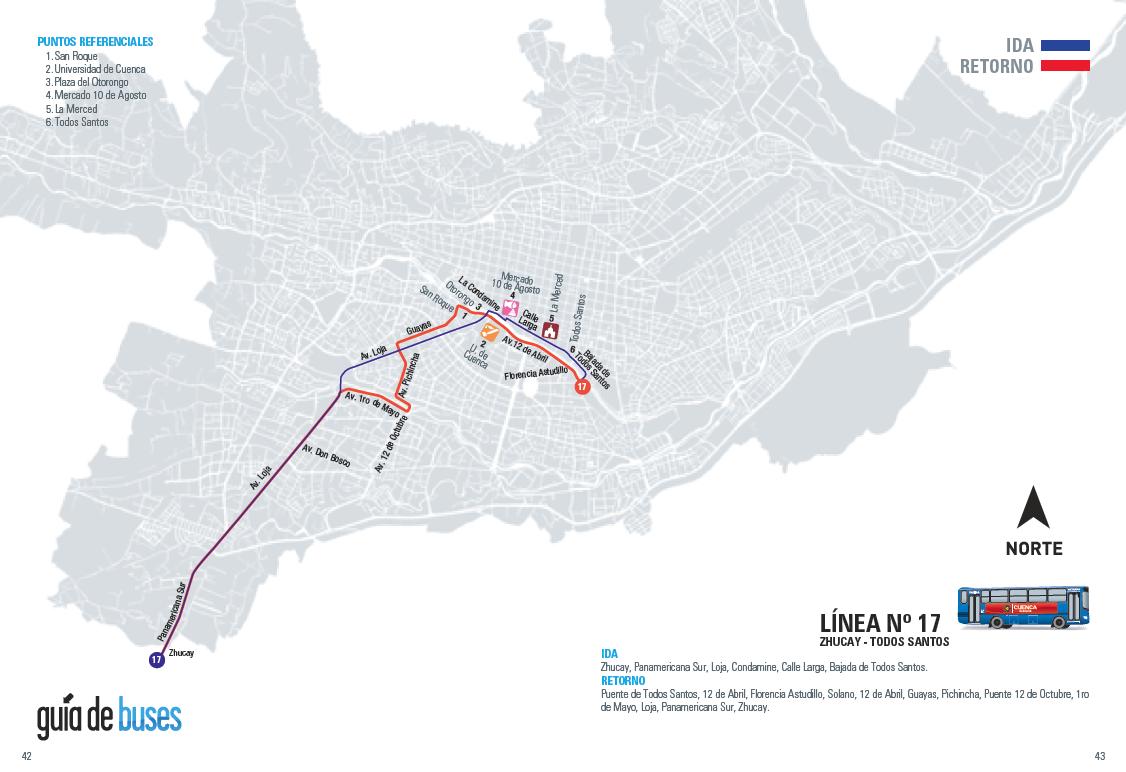 PUNTOS REFERENCIALES
1. San Roque
2. Universidad de Cuenca
3. Plaza del Otorongo
4. Mercado 10 de Agosto
5. La Merced
6. Todos Santos
IDA
RETORNO
Mercado
10 de Agosto
4
La Merced
5
Todos Santos
6
La Condamine
Otorongo 3
San Roque
1
Calle
Larga
Guayas
2
U. de
Cuenca
Av.12 de Abril
Bajada de
Todos Santos
Av. Loja
Av. Pichincha
Florencia Astudillo
17
Av. 1ro de Mayo
Av. 12 de Octubre
Av. Don Bosco
Av. Loja
Panamericana Sur
17
Zhucay
NORTE
CUENCA
LÍNEA Nº 17
ZHUCAY - TODOS SANTOS
IDA
Zhucay, Panamericana Sur, Loja, Condamine, Calle Larga, Bajada de Todos Santos.
RETORNO
Puente de Todos Santos, 12 de Abril, Florencia Astudillo, Solano, 12 de Abril, Guayas, Pichincha, Puente 12 de Octubre, 1ro
de Mayo, Loja, Panamericana Sur, Zhucay.
guía de buses
42
43